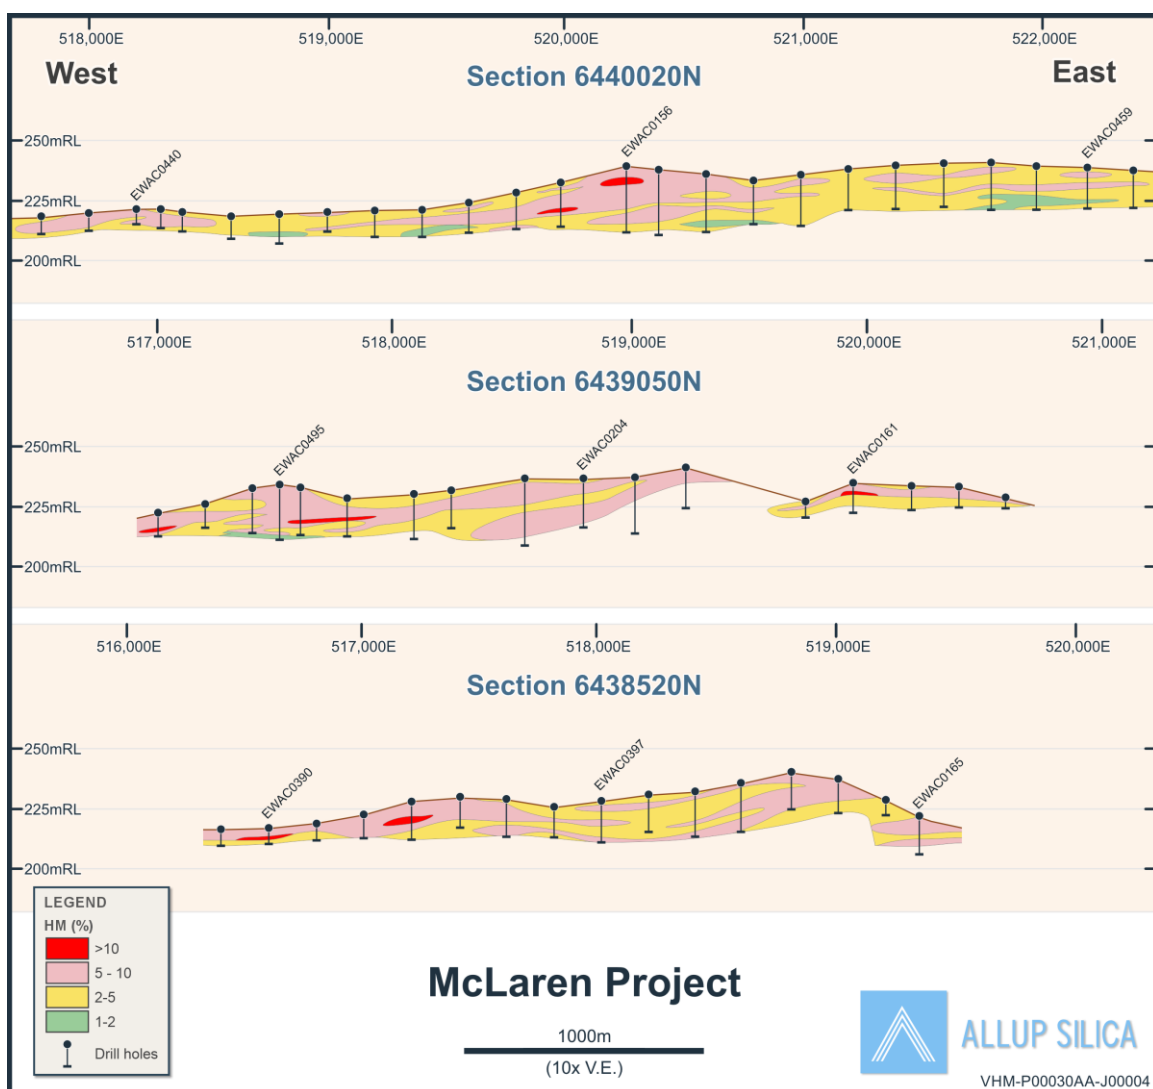 518,000E 519,000E 520,000E 521,000E 522,000E
West Section 6440020N East
EWAC0440 EWAC0156 EWAC0459
250mRL
225mRL
200mRL
517,000E 518,000E 519,000E 520,000E 521,000E
Section 6439050N
EWAC0495 EWAC0204 EWAC0161
250mRL
225mRL
200mRL
516,000E 517,000E 518,000E 519,000E 520,000E
Section 6438520N
EWAC0390 EWAC0397 EWAC0165
250mRL
225mRL
200mRL
LEGEND
HM (%)
>10
5 - 10
2-5
1-2
Drill holes
McLaren Project
1000m
(10x V.E.)
ALLUP SILICA
VHM-P00030AA-J00004